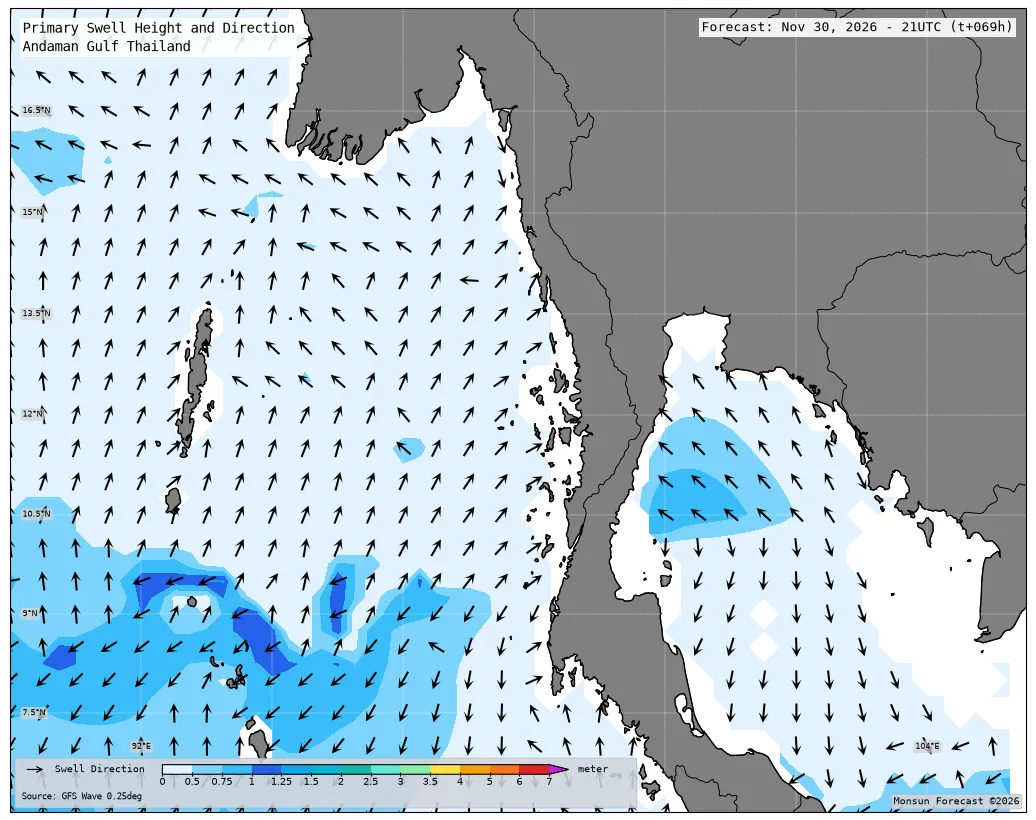 Primary Swell Height and Direction
Andaman Gulf Thailand
Forecast: Nov 30, 2026 - 21UTC (t+069h)
16.5°N
15°N
13.5°N
12°N
10.5°N
9°N
7.5°N
92°E
104°E
Swell Direction
0 0.5 0.75 1 1.25 1.5 2 2.5 3 3.5 4 5 6 7 meter
Source: GFS Wave 0.25deg
Monsun Forecast ©2026